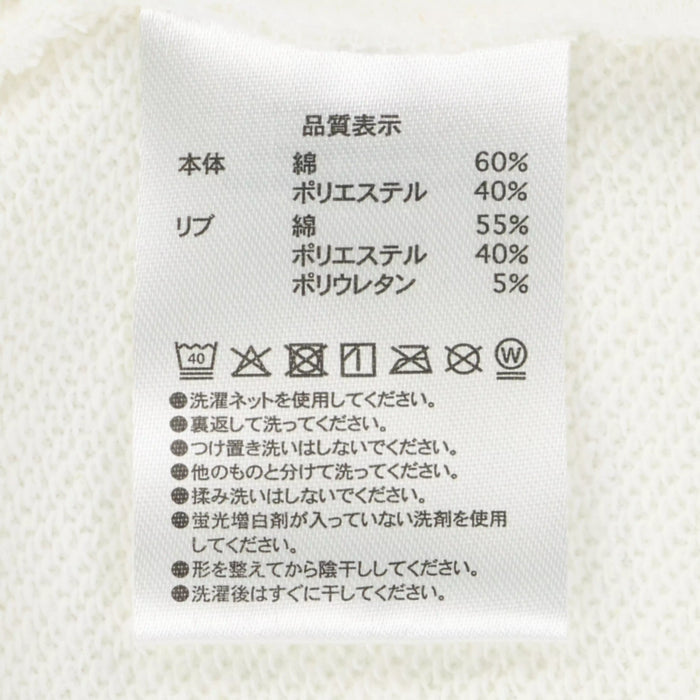 品質表示
本体 綿 60%
ポリエステル 40%
リブ 綿 55%
ポリエステル 40%
ポリウレタン 5%
40 W
●洗濯ネットを使用してください。
●裏返して洗ってください。
●つけ置き洗いはしないでください。
●他のものと分けて洗ってください。
●揉み洗いはしないでください。
●蛍光増白剤が入っていない洗剤を使用
してください。
●形を整えてから陰干ししてください。
●洗濯後はすぐに干してください。